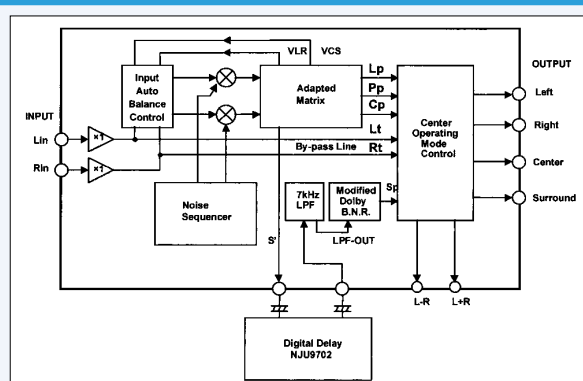 VLR VCS
OUTPUT
Input
Auto
Balance
Control
Adapted
Matrix
Lp
Pp
Cp
Lt
Rt
By-pass Line
Center
Operating
Mode
Control
Left
Right
Center
Surround
INPUT
Lin
×1
Rin
×1
Noise
Sequencer
S'
7kHz
LPF
Modified
Dolby
B.N.R.
Sp
LPF-OUT
L-R
L+R
Digital Delay
NJU9702